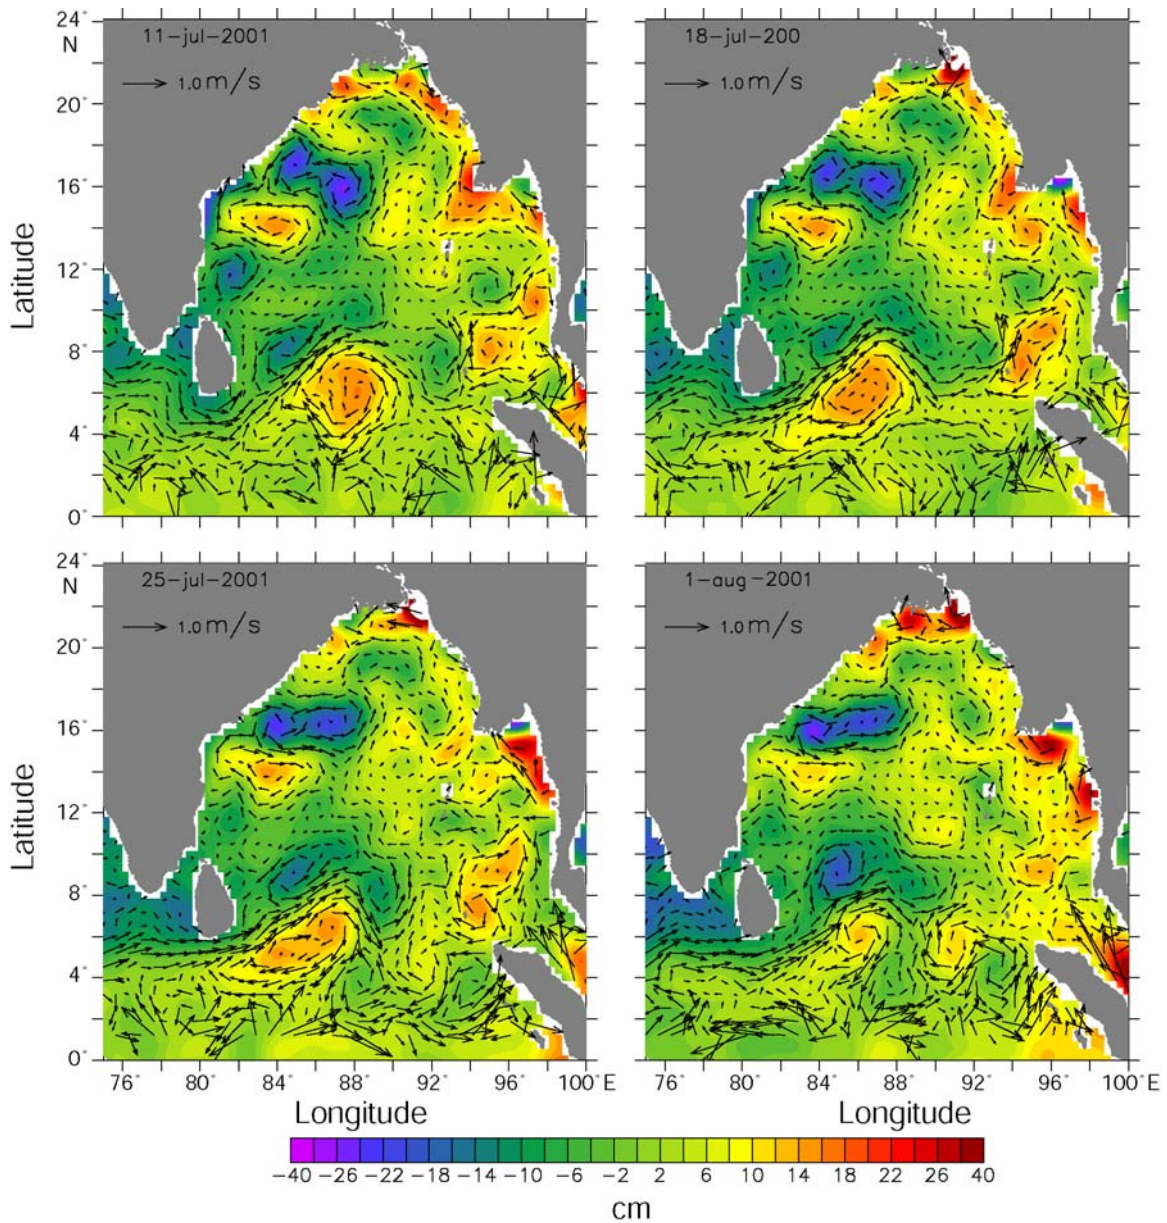 24°
N
20°
16°
12°
8°
4°
0°
Latitude
11-jul-2001
1.0 m/s
18-jul-200
1.0 m/s
24°
N
20°
16°
12°
8°
4°
0°
Latitude
25-jul-2001
1.0 m/s
1-aug-2001
1.0 m/s
76° 80° 84° 88° 92° 96° 100°E
76° 80° 84° 88° 92° 96° 100°E
Longitude Longitude
-40 -26 -22 -18 -14 -10 -6 -2 2 6 10 14 18 22 26 40
cm